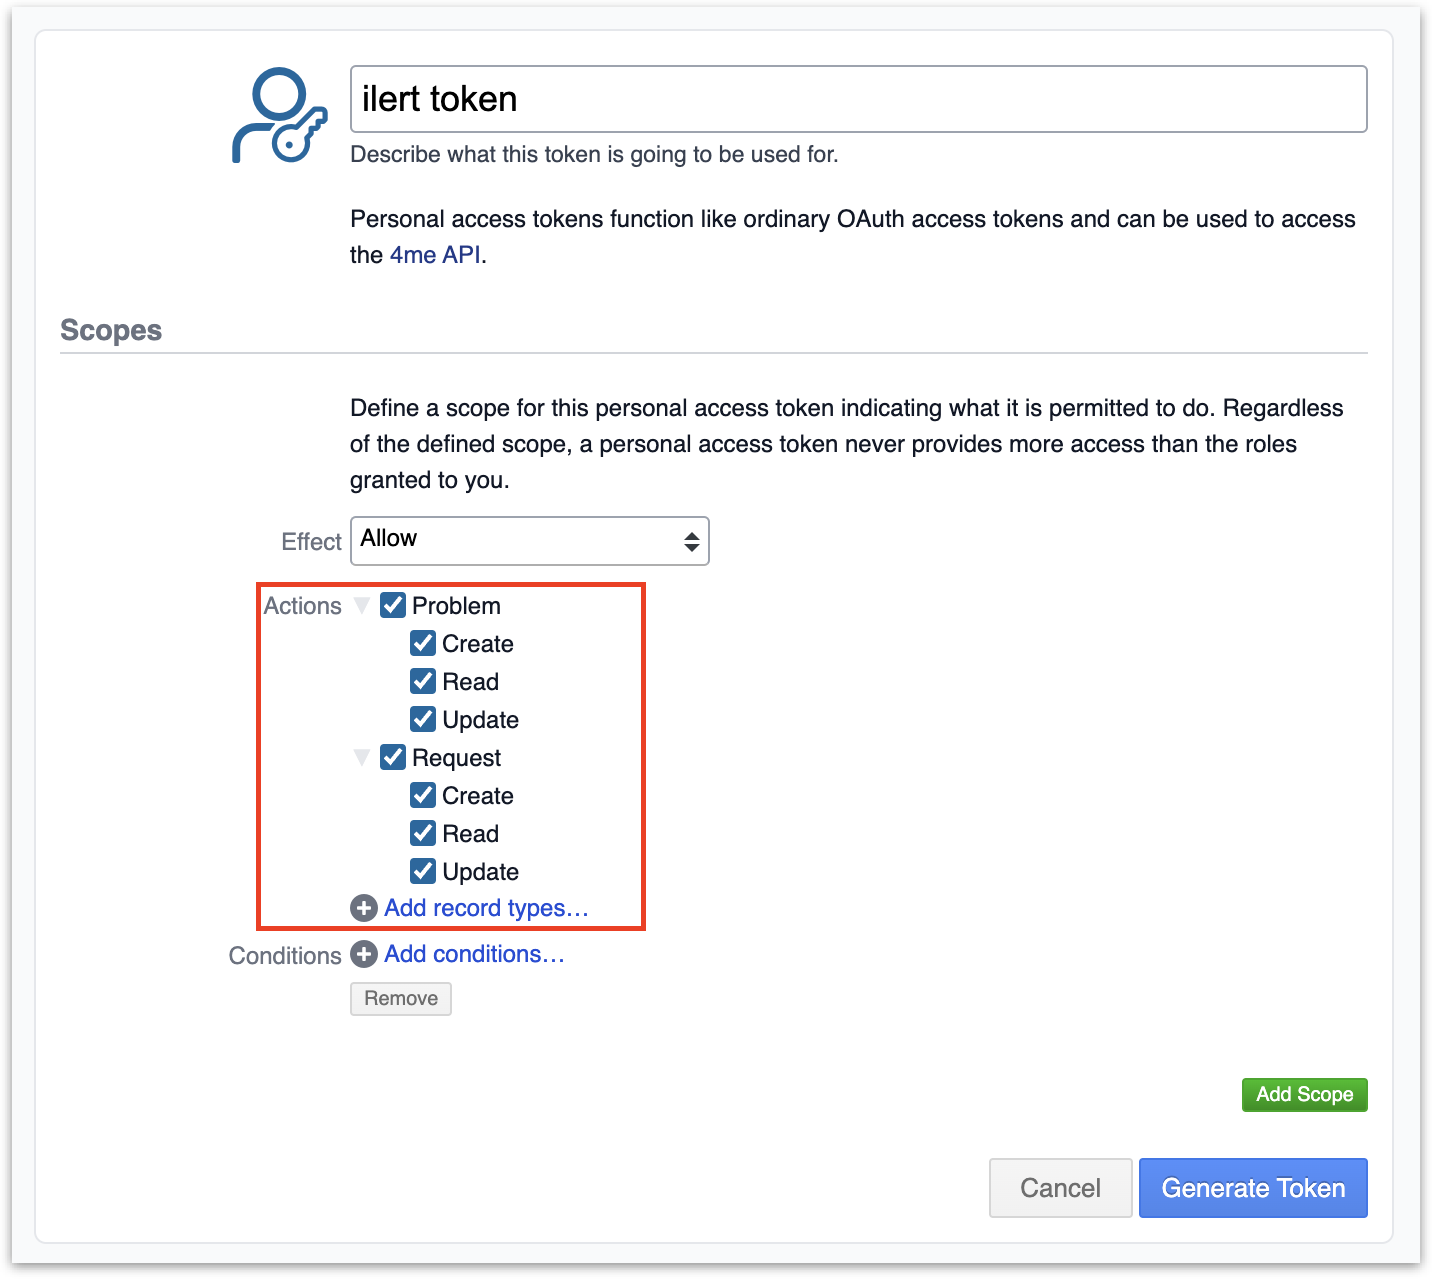 ilert token
Describe what this token is going to be used for.
Personal access tokens function like ordinary OAuth access tokens and can be used to access
the 4me API.
Scopes
Define a scope for this personal access token indicating what it is permitted to do. Regardless
of the defined scope, a personal access token never provides more access than the roles
granted to you.
Effect Allow
Actions Problem
Create
Read
Update
Request
Create
Read
Update
Add record types…
Conditions Add conditions…
Remove
Add Scope
Cancel Generate Token